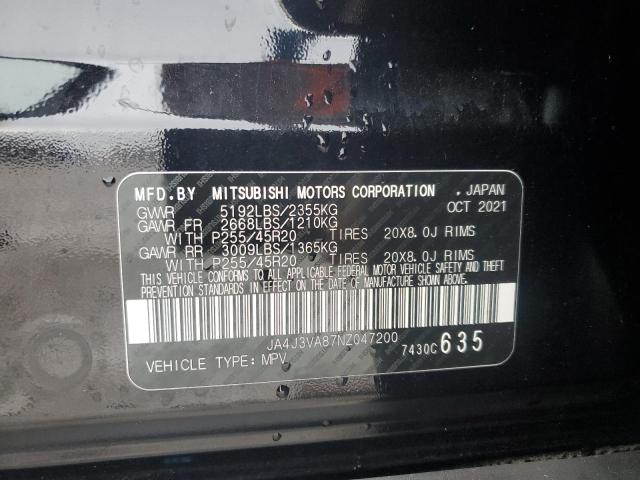 MFD.BY MITSUBISHI MOTORS CORPORATION . JAPAN
GVWR 5192LBS/2355KG OCT 2021
GAWR FR 2668LBS/1210KG
WITH P255/45R20 TIRES 20X8.0J RIMS
GAWR RR 3009LBS/1365KG
WITH P255/45R20 TIRES 20X8.0J RIMS
THIS VEHICLE CONFORMS TO ALL APPLICABLE FEDERAL MOTOR VEHICLE SAFETY AND THEFT
PREVENTION STANDARDS IN EFFECT ON THE DATE OF MANUFACTURE SHOWN ABOVE.
JA4J3VA87NZ047200
VEHICLE TYPE: MPV 7430C 635